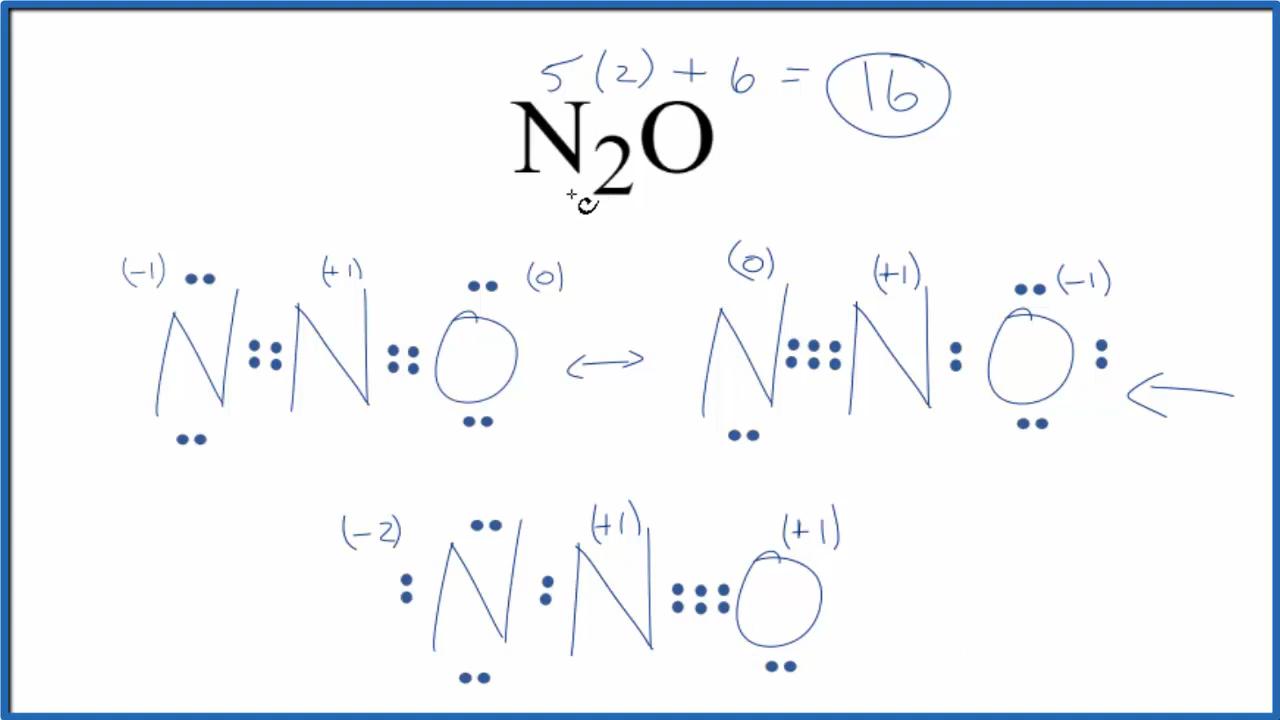 5(2) + 6 = 16
N2O
(-1) (+1) (0) (0) (+1) (-1)
N N O ↔ N N O ←
(-2) (+1) (+1)
N N O